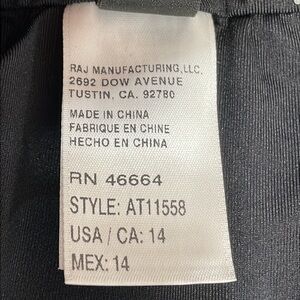 RAJ MANUFACTURING, LLC.
2692 DOW AVENUE
TUSTIN, CA. 92780
MADE IN CHINA
FABRIQUE EN CHINE
HECHO EN CHINA
RN 46664
STYLE: AT11558
USA / CA: 14
MEX: 14